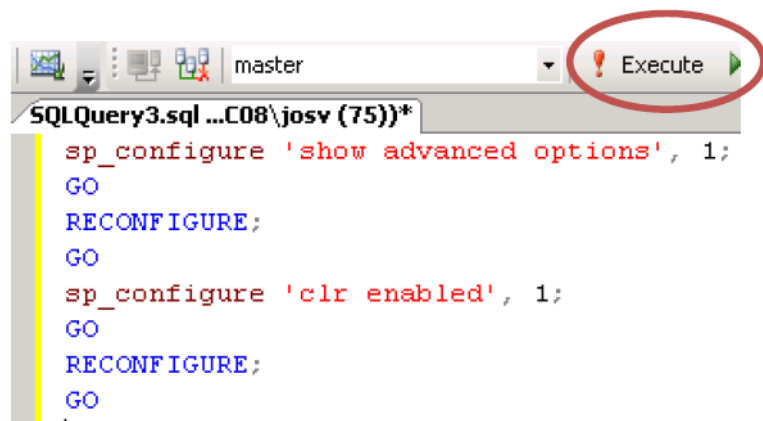 master Execute
SQLQuery3.sql ...C08\josv (75))*
sp_configure 'show advanced options', 1;
GO
RECONFIGURE;
GO
sp_configure 'clr enabled', 1;
GO
RECONFIGURE;
GO